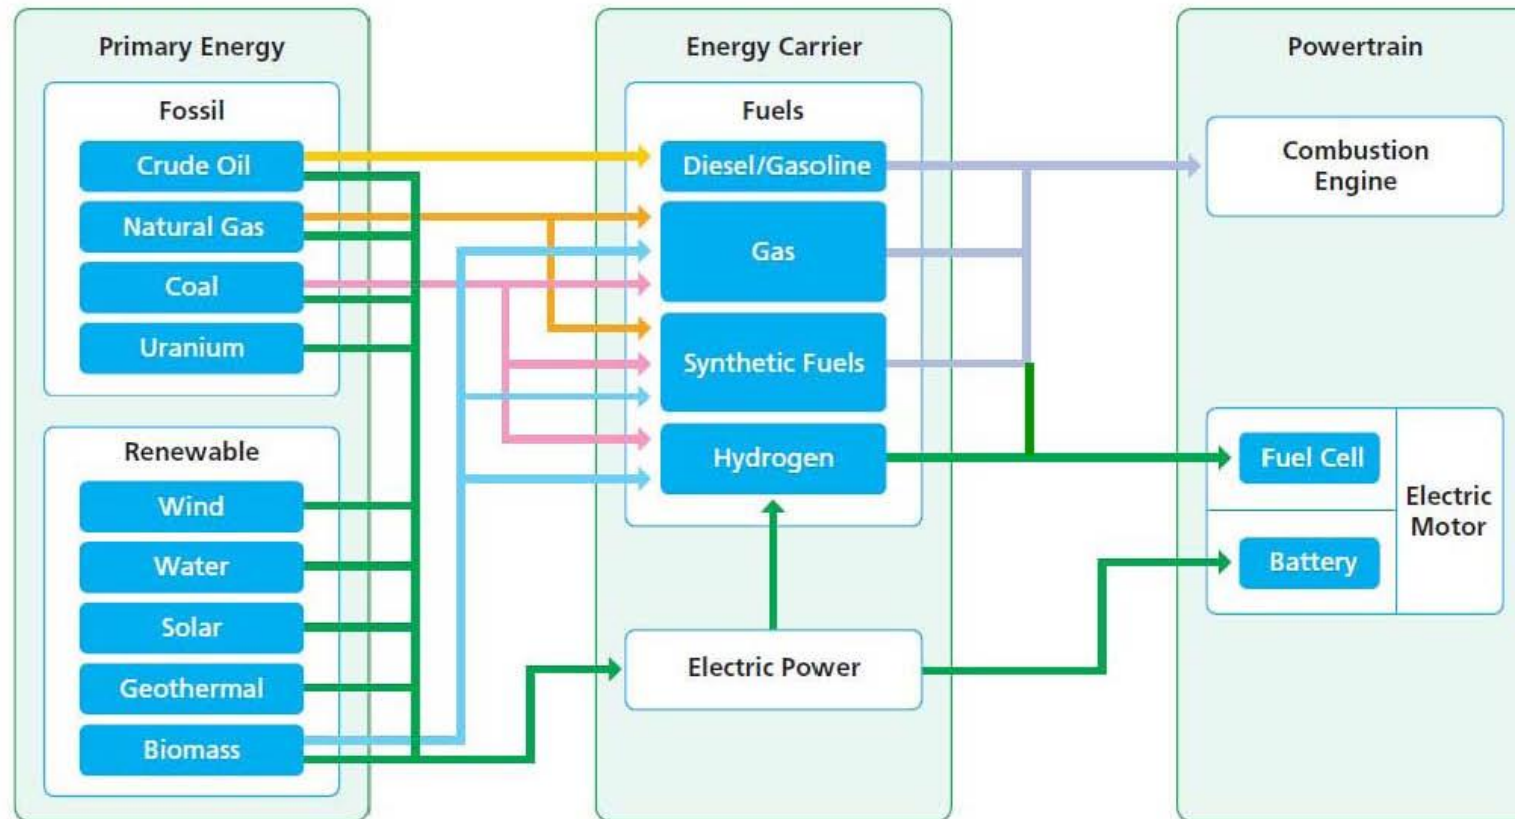 Primary Energy
Fossil
Crude Oil
Natural Gas
Coal
Uranium
Renewable
Wind
Water
Solar
Geothermal
Biomass
Energy Carrier
Fuels
Diesel/Gasoline
Gas
Synthetic Fuels
Hydrogen
Electric Power
Powertrain
Combustion
Engine
Fuel Cell
Battery
Electric
Motor